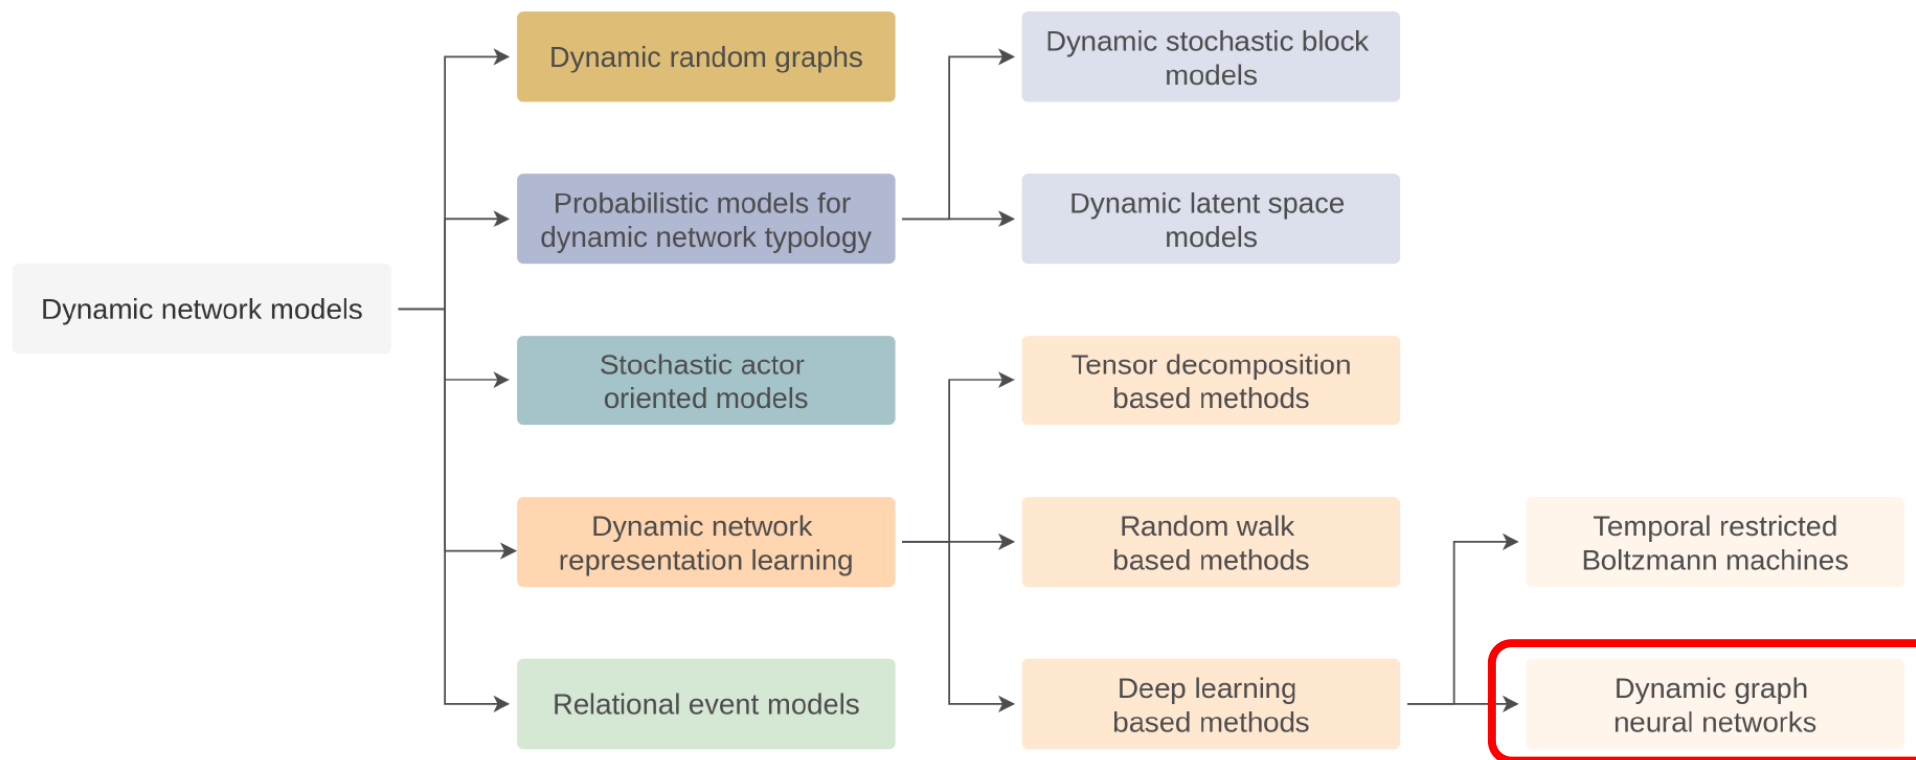 Dynamic random graphs
Dynamic stochastic block
models
Probabilistic models for
dynamic network typology
Dynamic latent space
models
Dynamic network models
Stochastic actor
oriented models
Tensor decomposition
based methods
Dynamic network
representation learning
Random walk
based methods
Temporal restricted
Boltzmann machines
Relational event models
Deep learning
based methods
Dynamic graph
neural networks